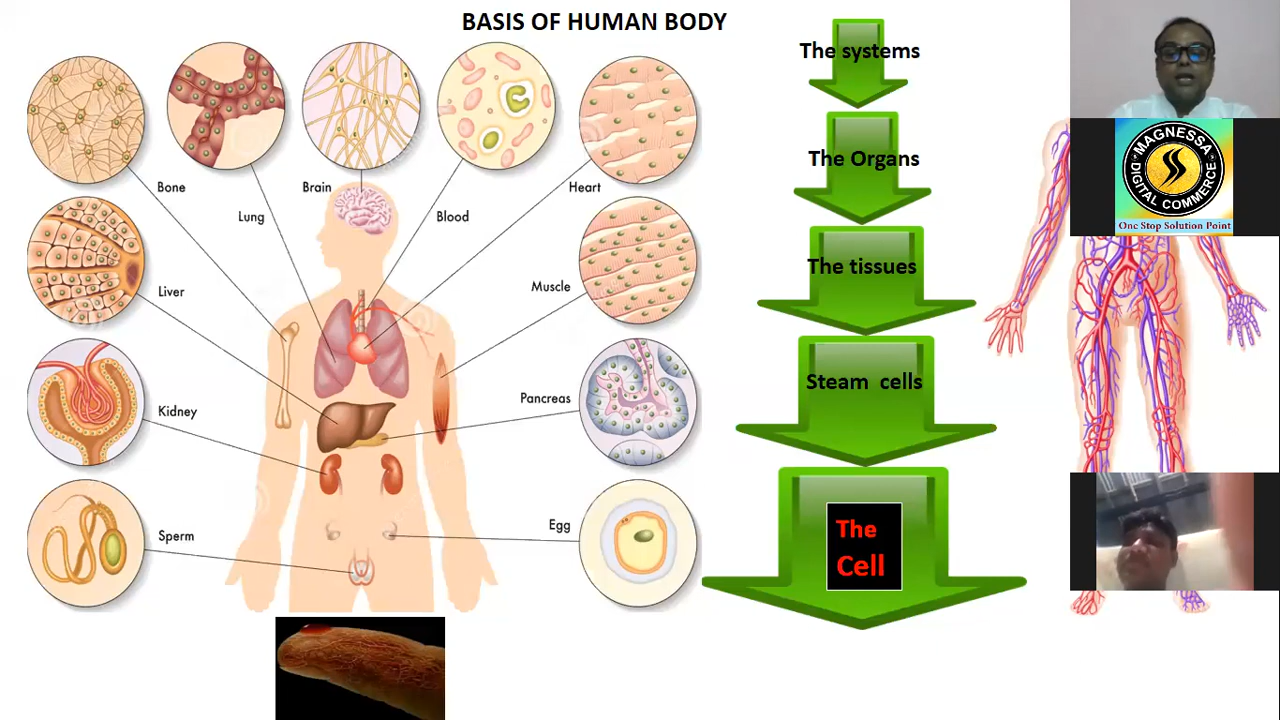 BASIS OF HUMAN BODY
Bone
Lung
Brain
Blood
Heart
Liver
Muscle
Kidney
Pancreas
Sperm
Egg
The systems
The Organs
The tissues
Steam cells
The
Cell
MAGNESSA
DIGITAL COMMERCE
One Stop Solution Point